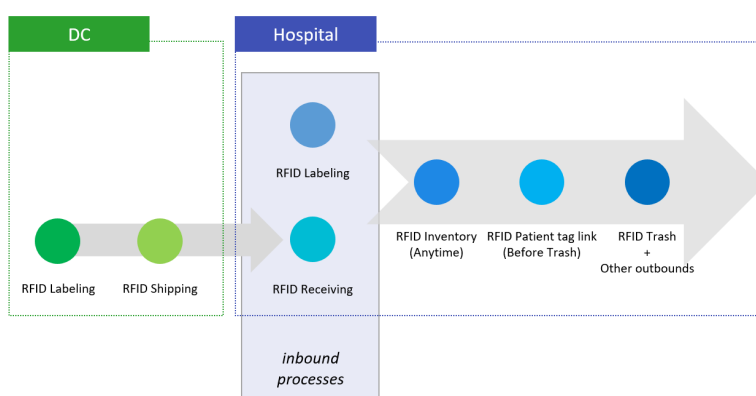 DC
Hospital
RFID Labeling
RFID Labeling
RFID Shipping
RFID Receiving
RFID Inventory
(Anytime)
RFID Patient tag link
(Before Trash)
RFID Trash
+
Other outbounds
inbound
processes